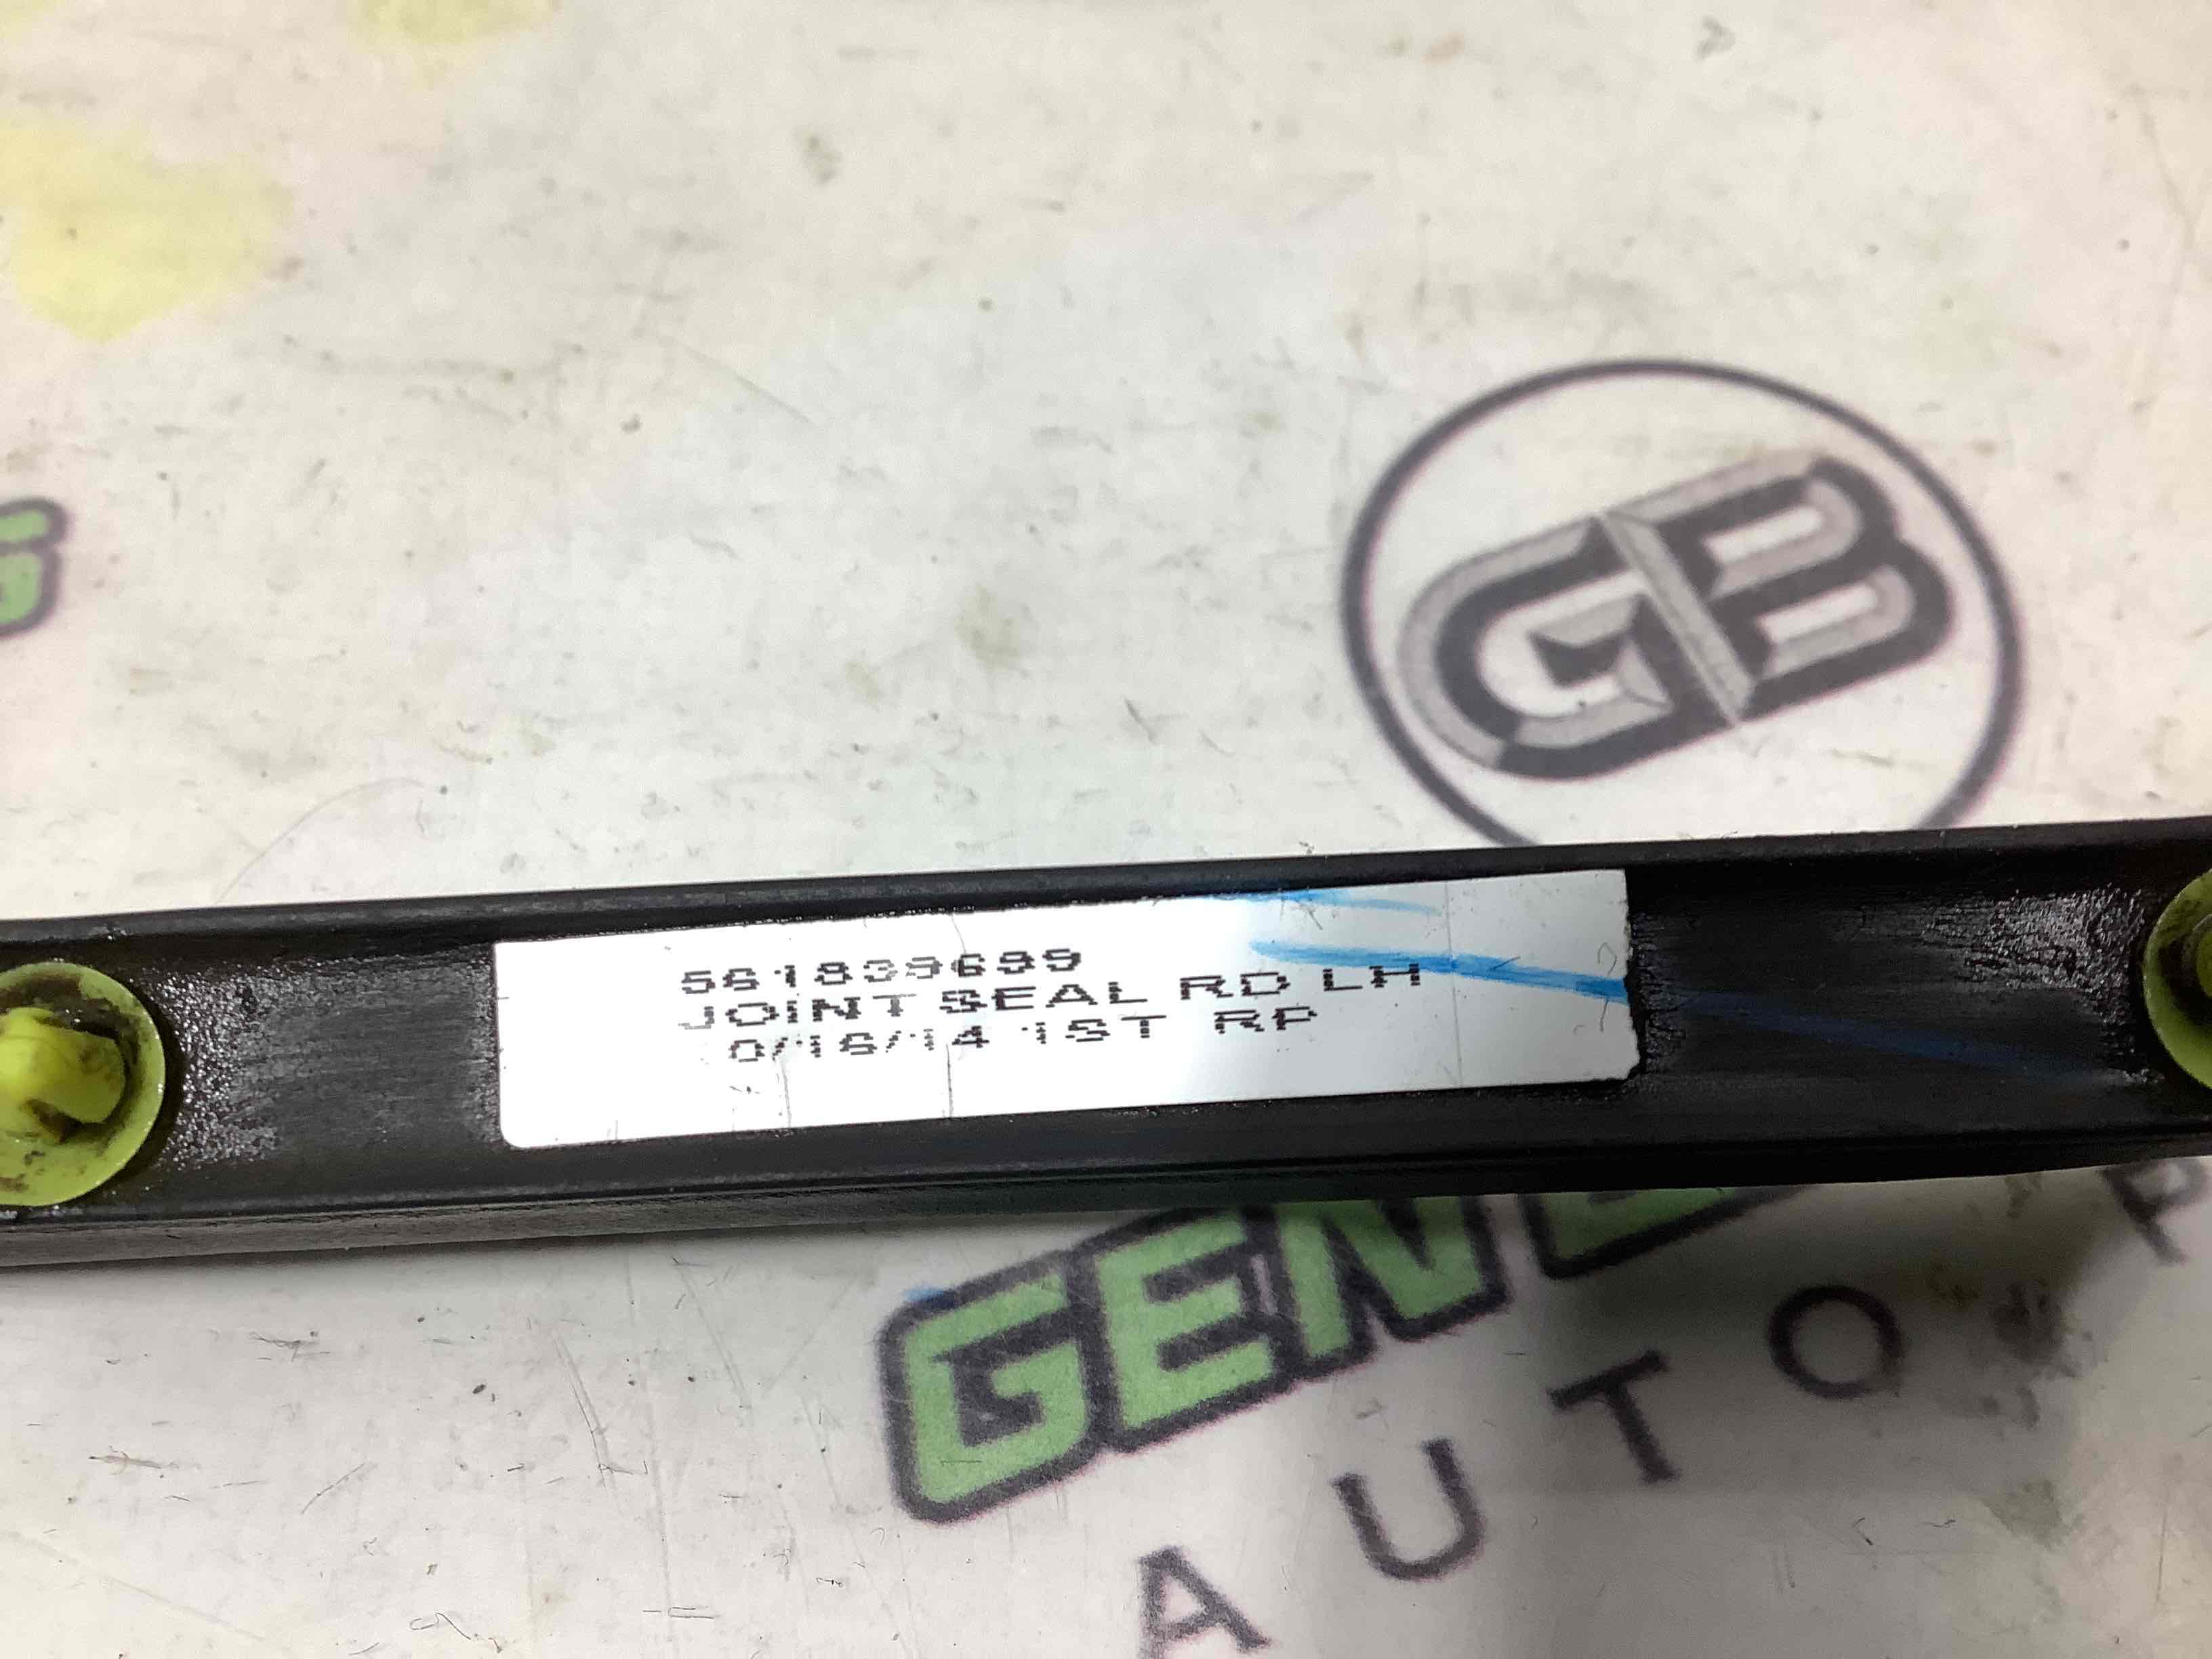 GB
561839699
JOINT SEAL RD LH
0/16/14 1ST RP
GEN
AUTO P